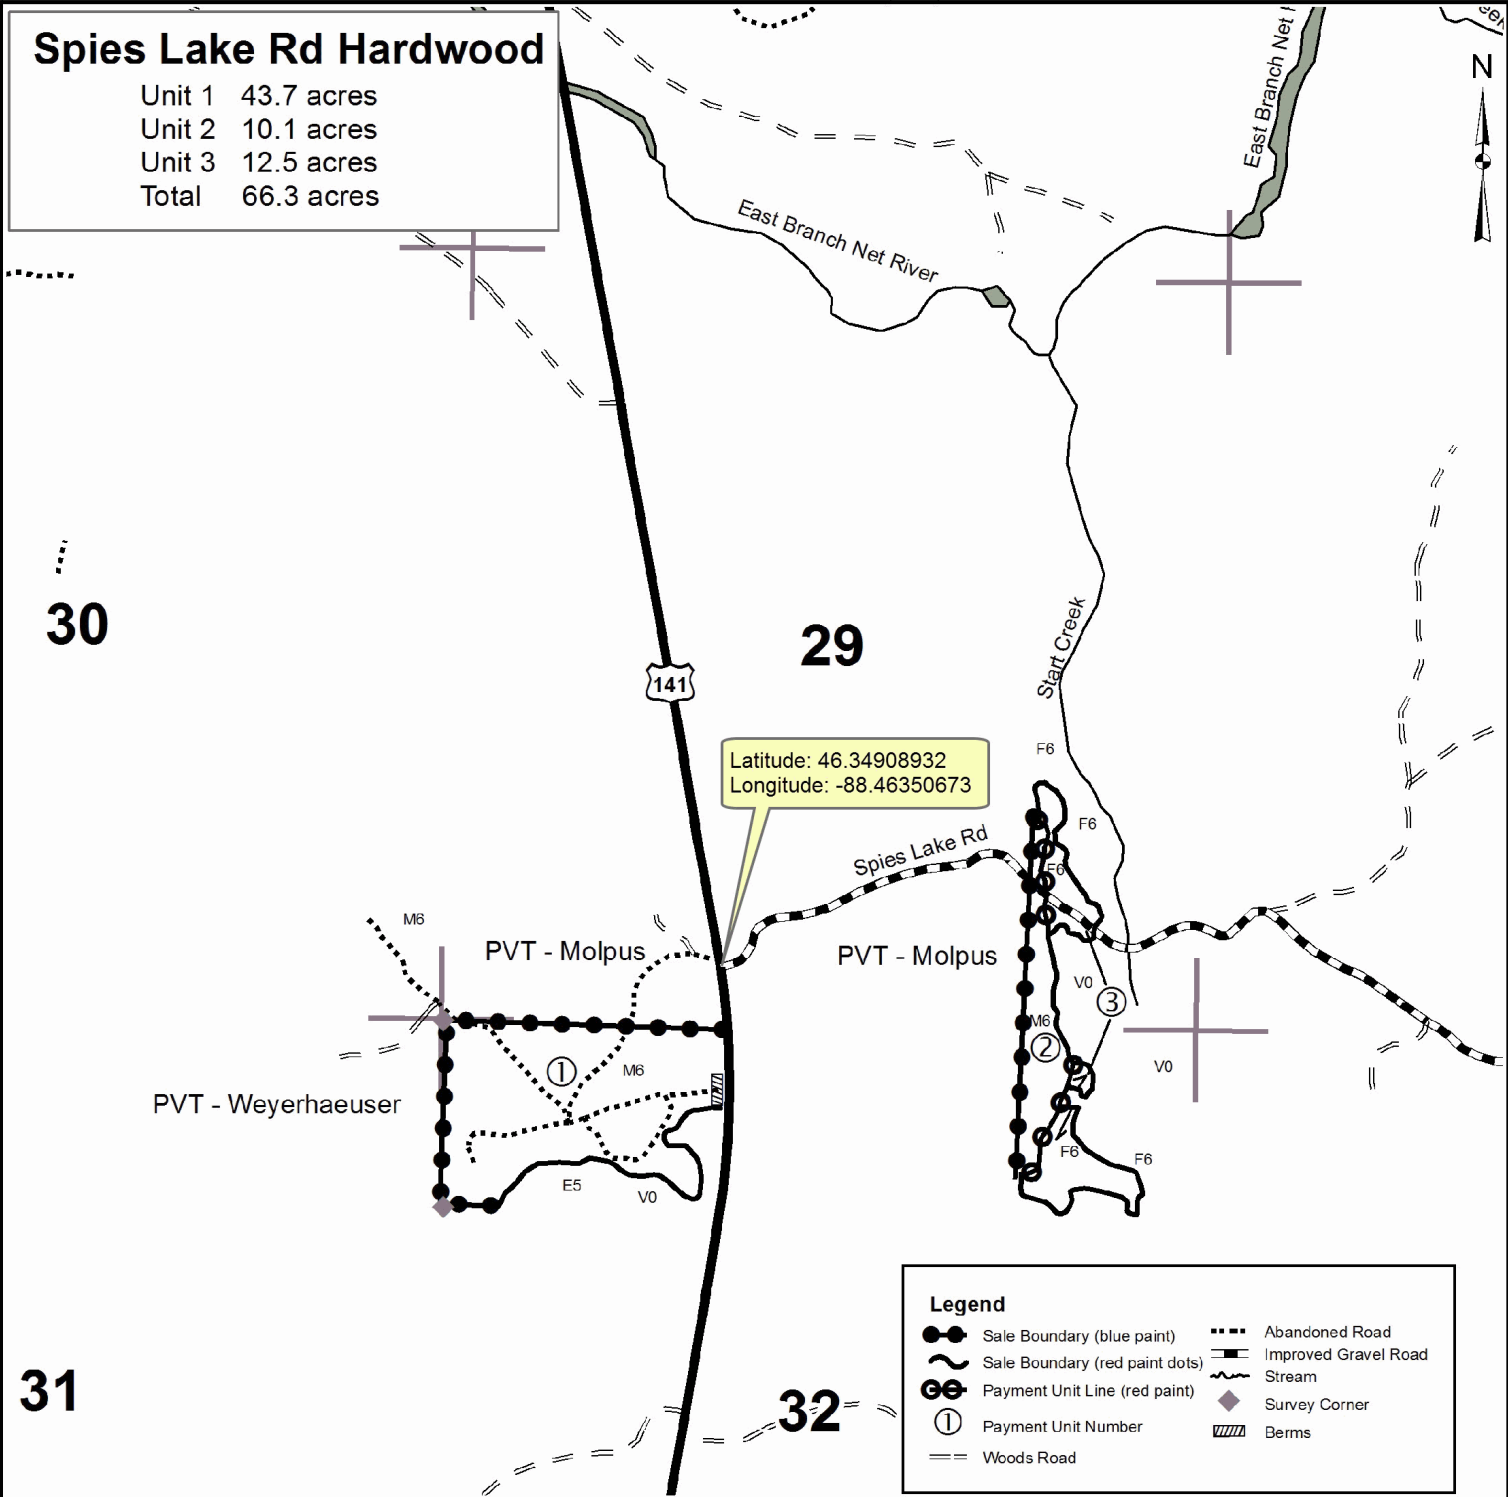 Spies Lake Rd Hardwood
Unit 1 43.7 acres
Unit 2 10.1 acres
Unit 3 12.5 acres
Total 66.3 acres
East Branch Net
N
East Branch Net River
30
29
141
Start Creek
F6
Latitude: 46.34908932
Longitude: -88.46350673
F6
Spies Lake Rd
F6
M6
PVT - Molpus
PVT - Molpus
V0
3
M6
2
1
M6
V0
PVT - Weyerhaeuser
F6
F6
E5
V0
31
32
Legend
Sale Boundary (blue paint)
Sale Boundary (red paint dots)
Payment Unit Line (red paint)
1 Payment Unit Number
Woods Road
Abandoned Road
Improved Gravel Road
Stream
Survey Corner
Berms